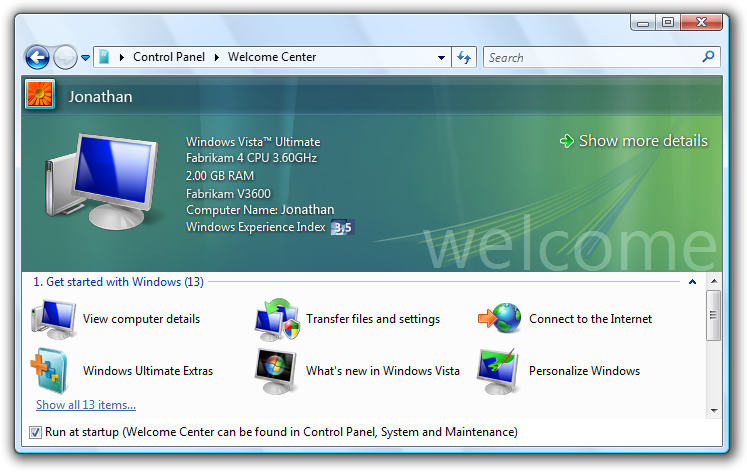 Control Panel Welcome Center Search
Jonathan
Windows Vista™ Ultimate
Fabrikam 4 CPU 3.60GHz
2.00 GB RAM
Fabrikam V3600
Computer Name: Jonathan
Windows Experience Index 3,5
Show more details
welcome
1. Get started with Windows (13)
View computer details Transfer files and settings Connect to the Internet
Windows Ultimate Extras What's new in Windows Vista Personalize Windows
Show all 13 items...
Run at startup (Welcome Center can be found in Control Panel, System and Maintenance)